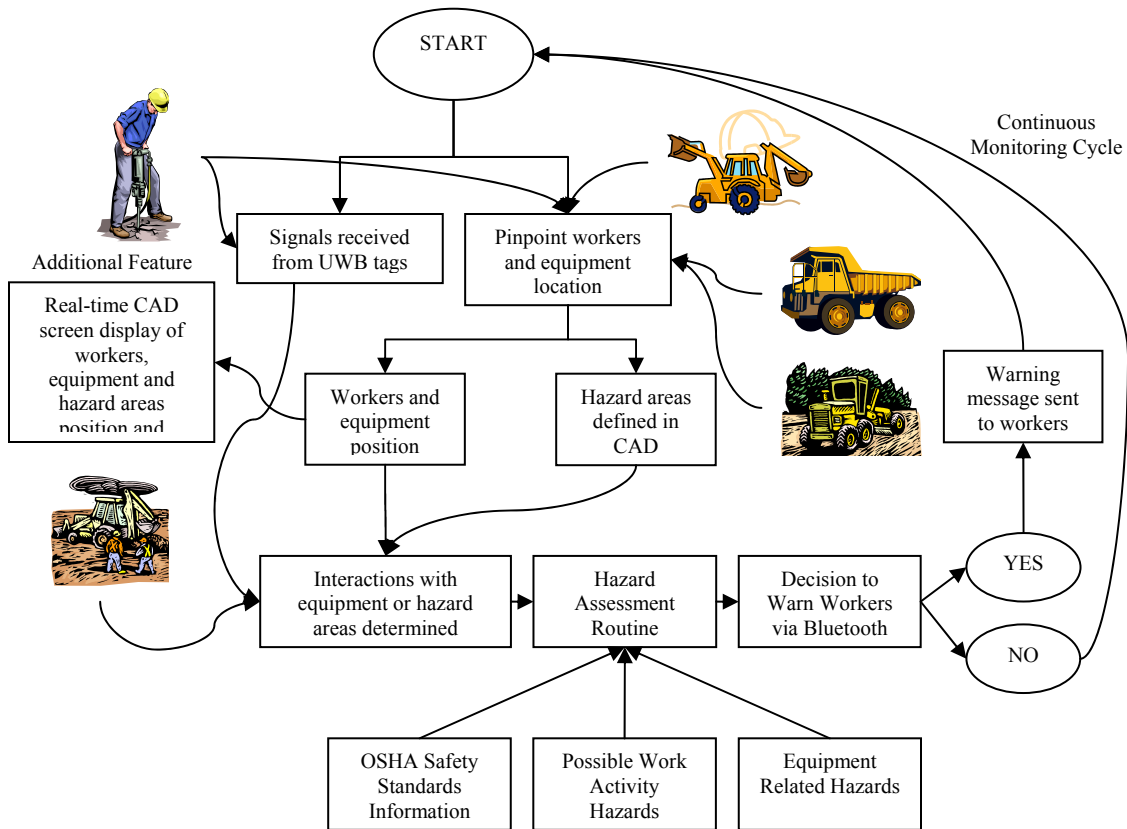 START
Continuous
Monitoring Cycle
Signals received
from UWB tags
Pinpoint workers
and equipment
location
Additional Feature
Real-time CAD
screen display of
workers,
equipment and
hazard areas
position and
Workers and
equipment
position
Hazard areas
defined in
CAD
Warning
message sent
to workers
Interactions with
equipment or hazard
areas determined
Hazard
Assessment
Routine
Decision to
Warn Workers
via Bluetooth
YES
NO
OSHA Safety
Standards
Information
Possible Work
Activity
Hazards
Equipment
Related Hazards